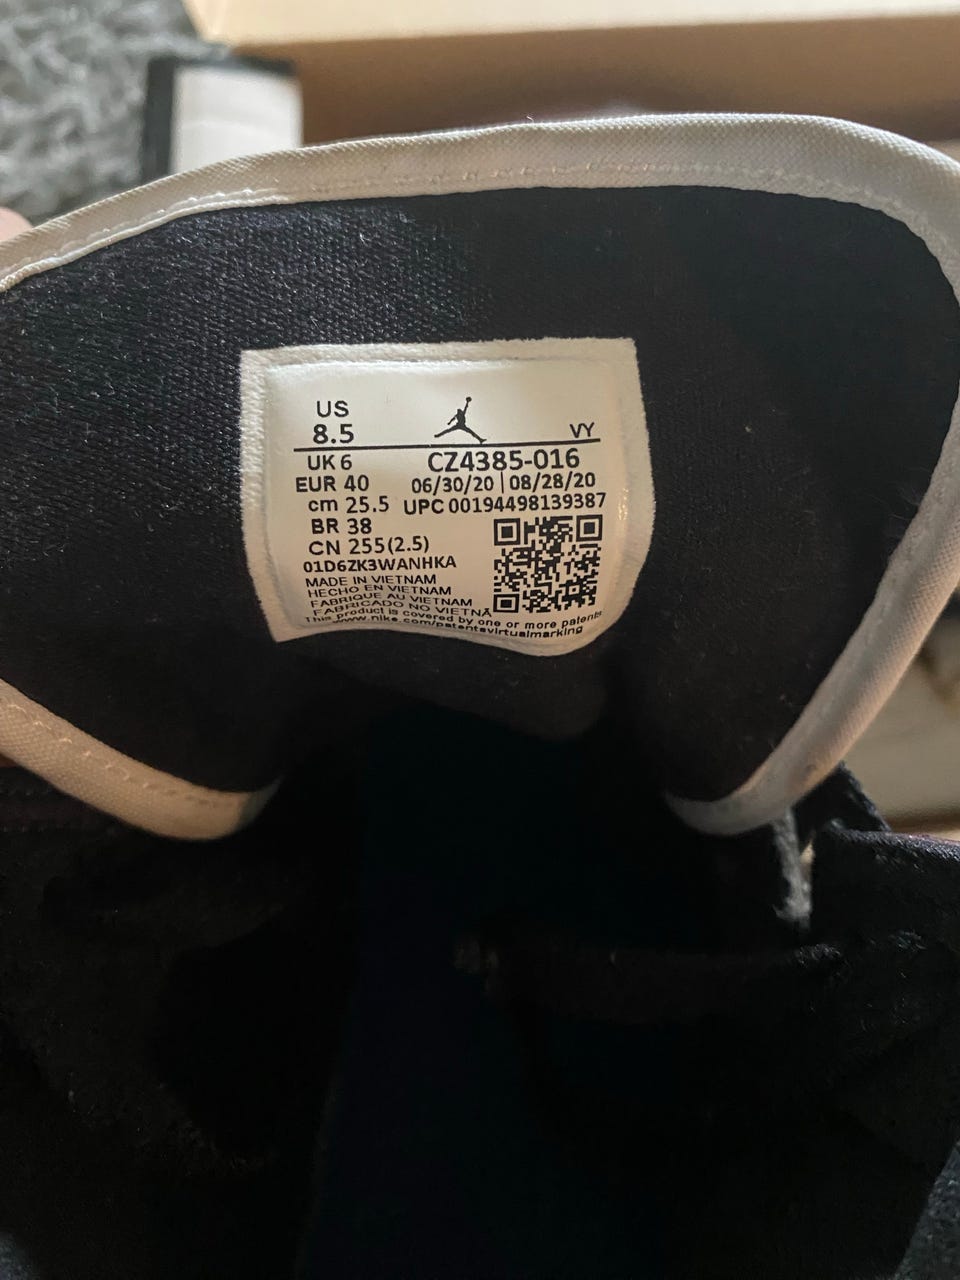 US
8.5
VY
UK 6
CZ4385-016
EUR 40
06/30/20 | 08/28/20
cm 25.5
UPC 00194498139387
BR 38
CN 255(2.5)
01D6ZK3WANHKA
MADE IN VIETNAM
HECHO EN VIETNAM
FABRIQUE AU VIETNAM
FABRICADO NO VIETNÃ
This product is covered by one or more patents
www.nike.com/patentsvirtualmarking